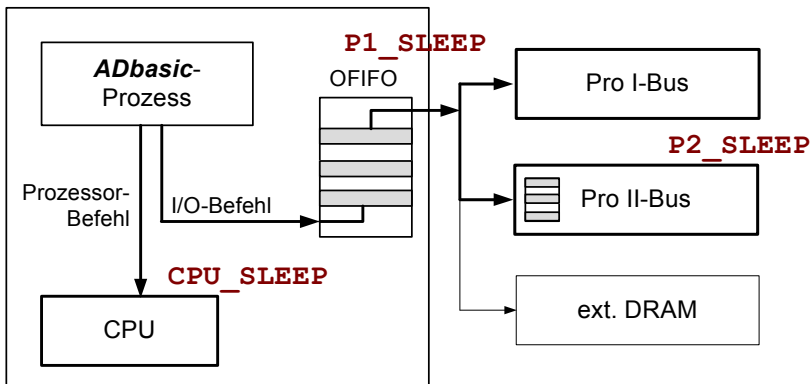 P1_SLEEP
ADbasic-
Prozess
OFIFO
Pro I-Bus
P2_SLEEP
Pro II-Bus
Prozessor-
Befehl
I/O-Befehl
CPU_SLEEP
CPU
ext. DRAM